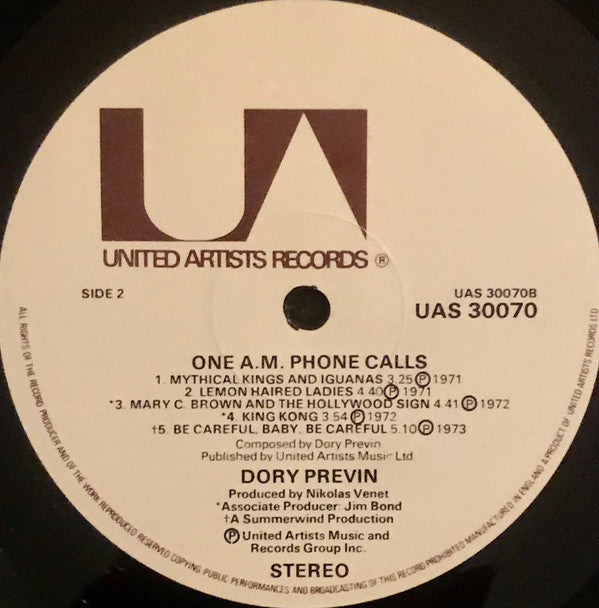 UA
UNITED ARTISTS RECORDS ®
SIDE 2
UAS 30070B
UAS 30070
ONE A.M. PHONE CALLS
1. MYTHICAL KINGS AND IGUANAS 3.25 Ⓟ 1971
2. LEMON HAIRED LADIES 4.40 Ⓟ 1971
*3. MARY C. BROWN AND THE HOLLYWOOD SIGN 4.41 Ⓟ 1972
*4. KING KONG 3.54 Ⓟ 1972
†5. BE CAREFUL, BABY, BE CAREFUL 5.10 Ⓟ 1973
Composed by Dory Previn
Published by United Artists Music Ltd.
DORY PREVIN
Produced by Nikolas Venet
*Associate Producer: Jim Bond
†A Summerwind Production
Ⓟ United Artists Music and
Records Group Inc.
STEREO
ALL RIGHTS OF THE RECORD PRODUCER AND OF THE WORK REPRODUCED RESERVED COPYING PUBLIC PERFORMANCES AND BROADCASTING OF THIS RECORD PROHIBITED MANUFACTURED IN ENGLAND A PRODUCT OF UNITED ARTISTS RECORDS LTD